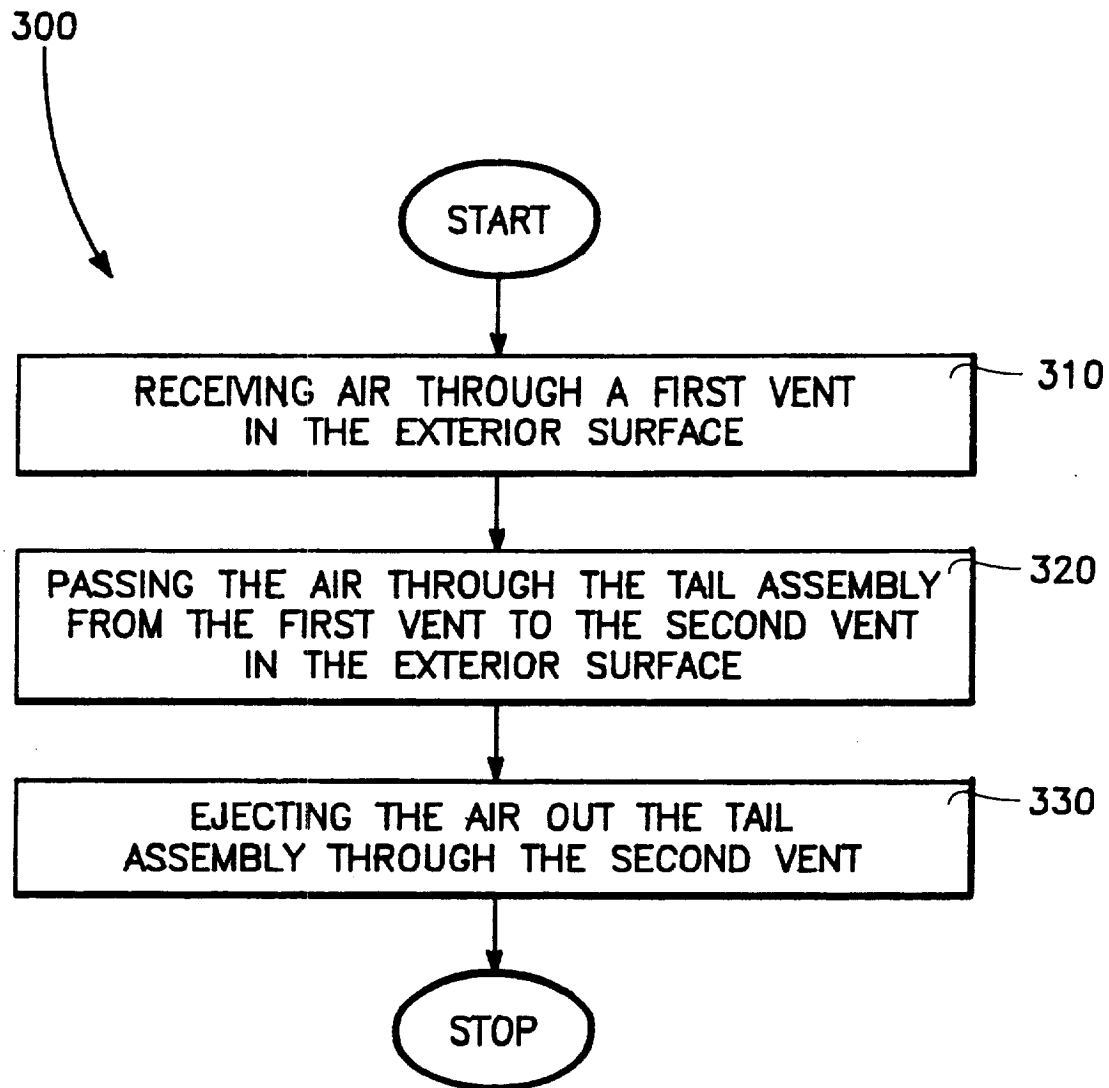 300
START
RECEIVING AIR THROUGH A FIRST VENT
IN THE EXTERIOR SURFACE
310
PASSING THE AIR THROUGH THE TAIL ASSEMBLY
FROM THE FIRST VENT TO THE SECOND VENT
IN THE EXTERIOR SURFACE
320
EJECTING THE AIR OUT THE TAIL
ASSEMBLY THROUGH THE SECOND VENT
330
STOP